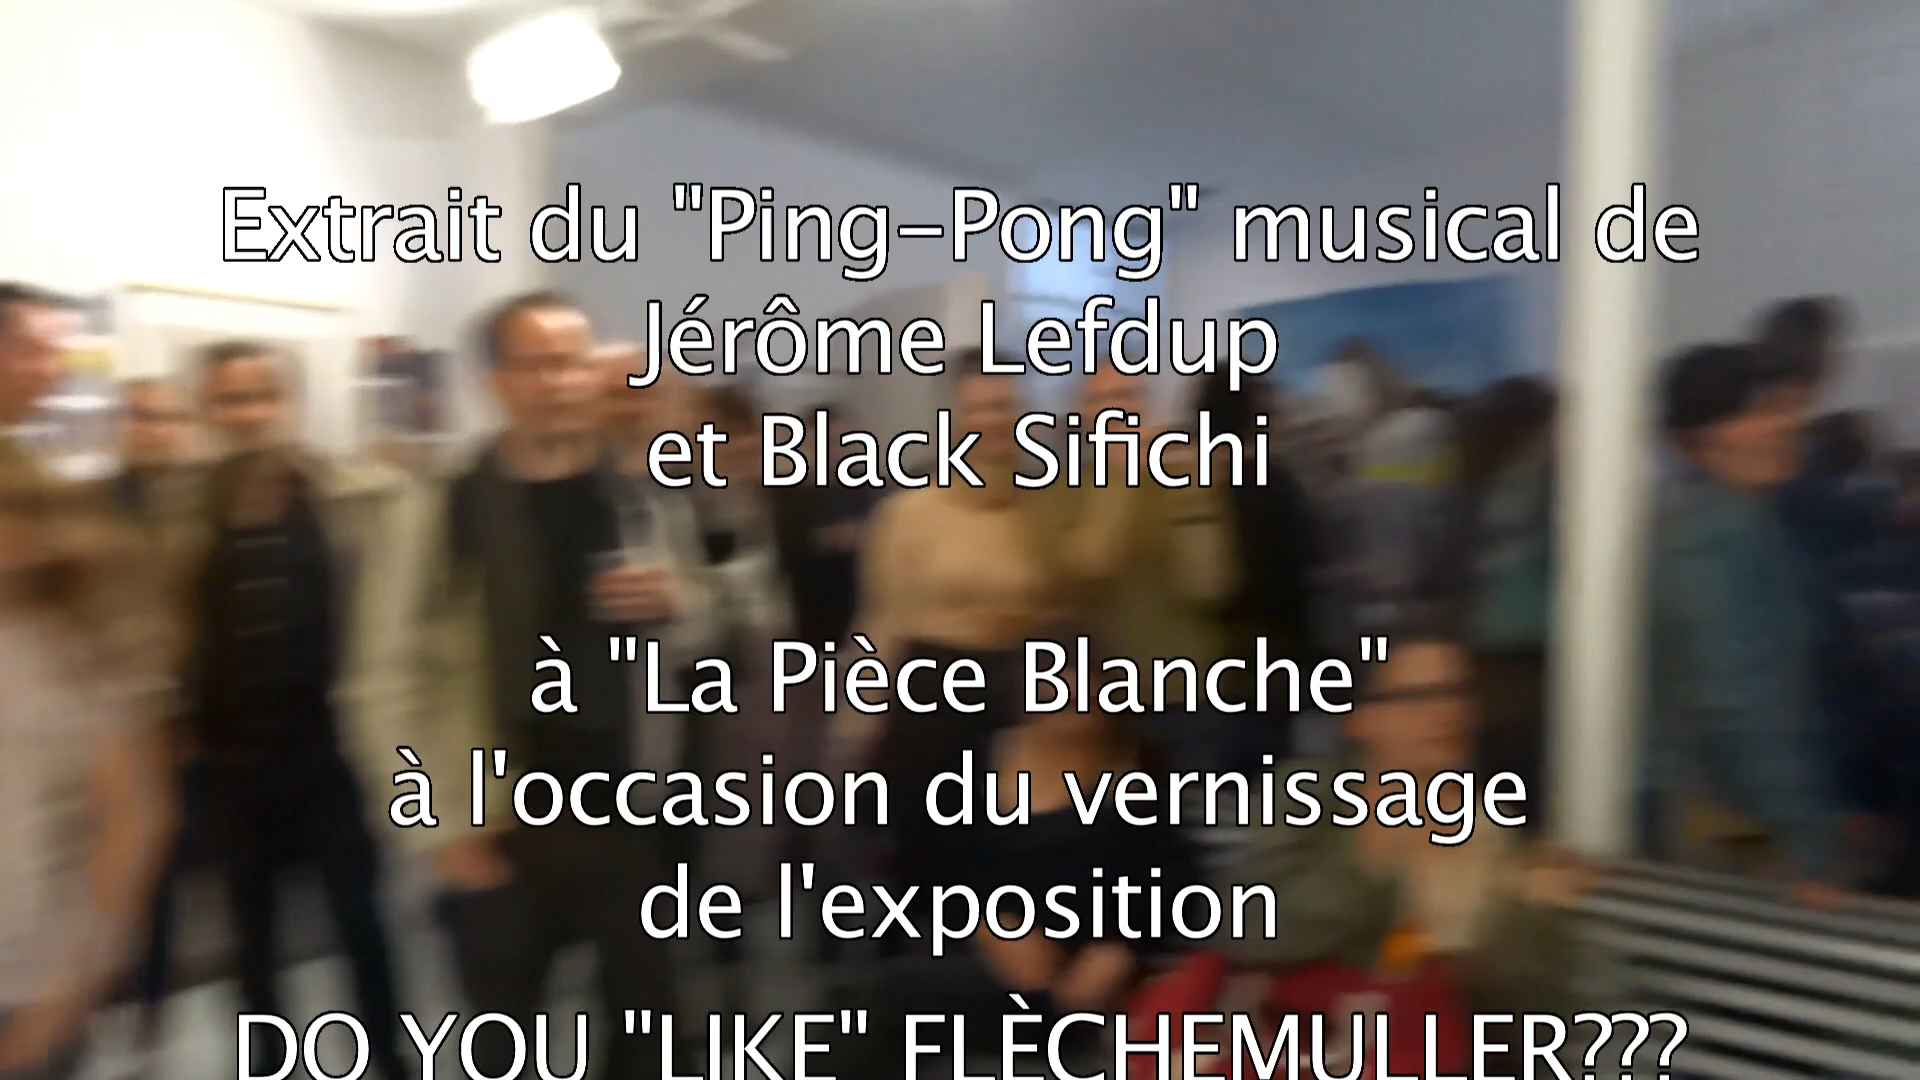 Extrait du "Ping-Pong" musical de
Jérôme Lefdup
et Black Sifichi
à "La Pièce Blanche"
à l'occasion du vernissage
de l'exposition
DO YOU "LIKE" FLÈCHEMULLER???